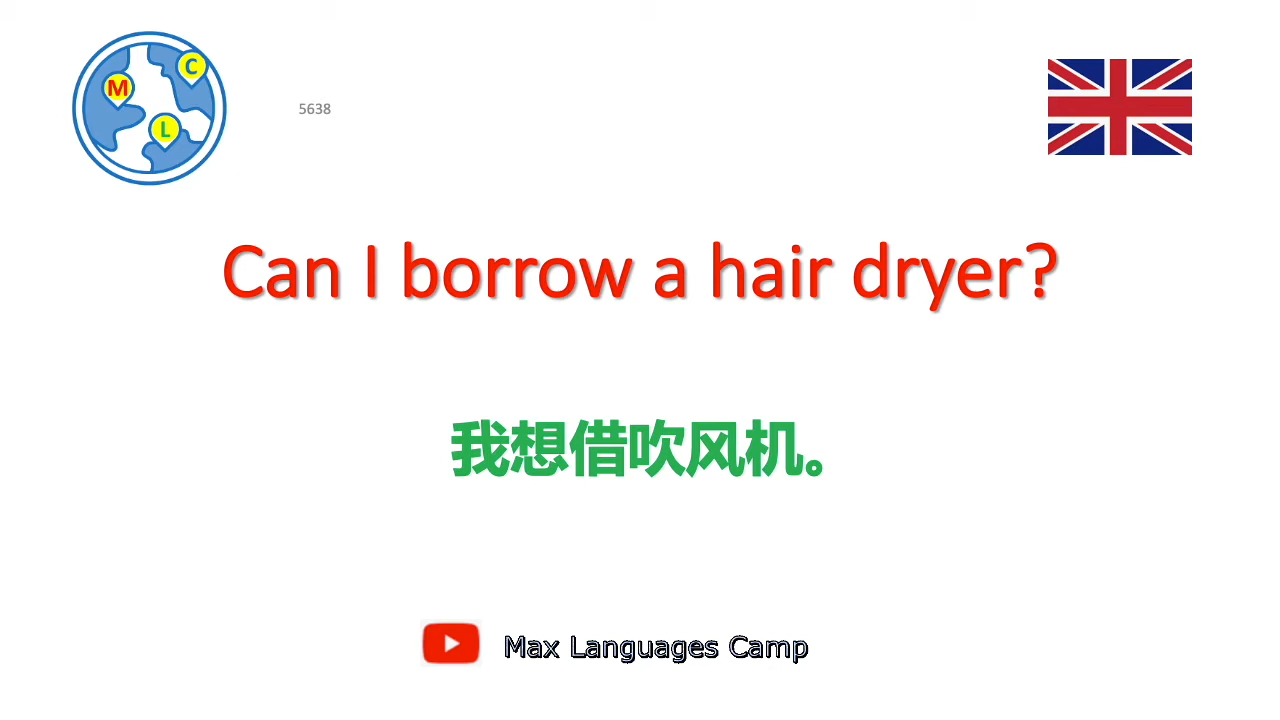 C
M
L
5638
Can I borrow a hair dryer?
我想借吹风机。
Max Languages Camp